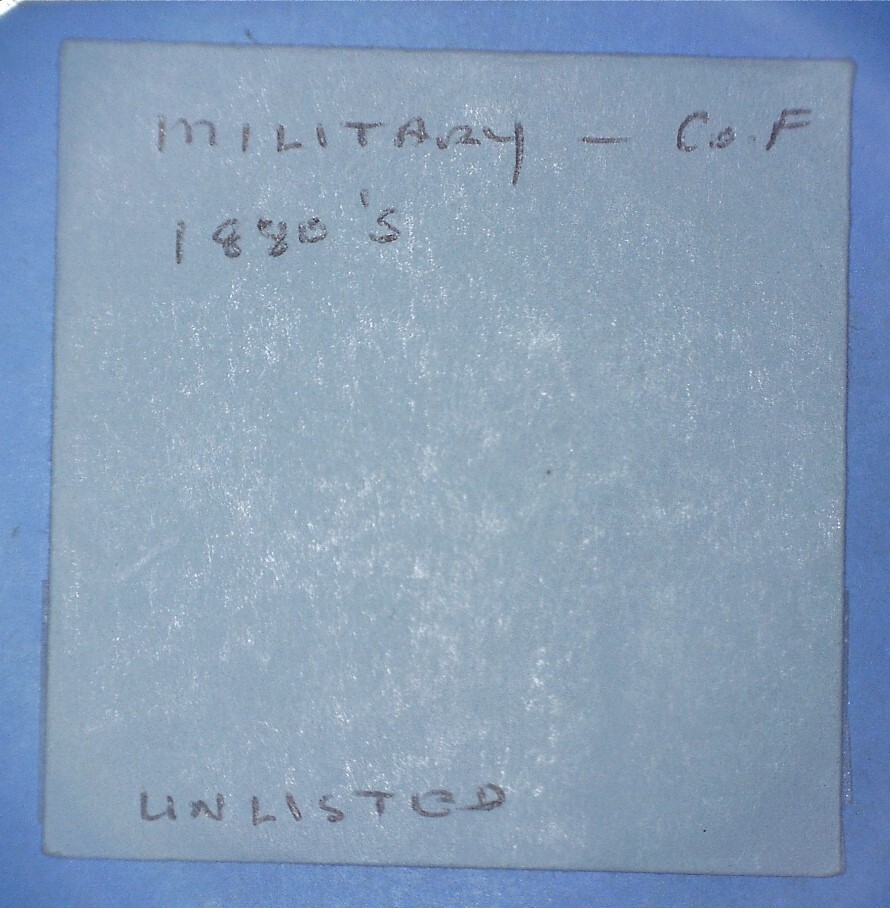 MILITARY - Co. F
1880's
UNLISTED